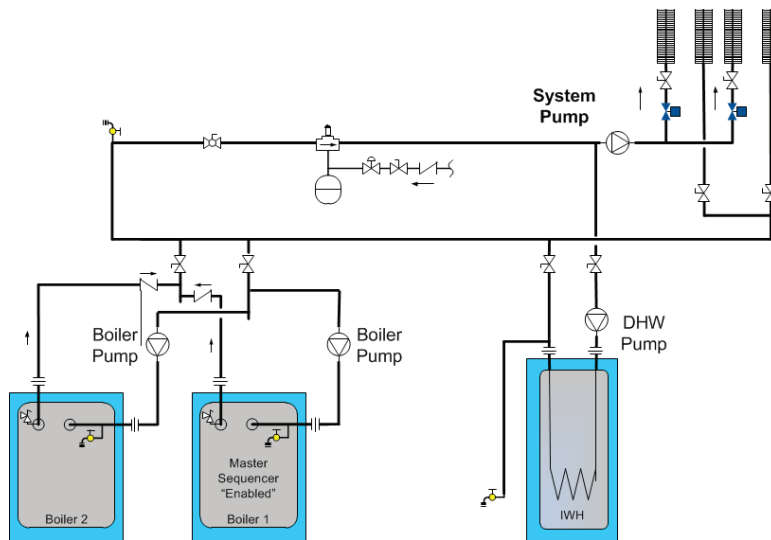 System
Pump
Boiler
Pump
Boiler
Pump
DHW
Pump
Master
Sequencer
"Enabled"
Boiler 2
Boiler 1
IWH